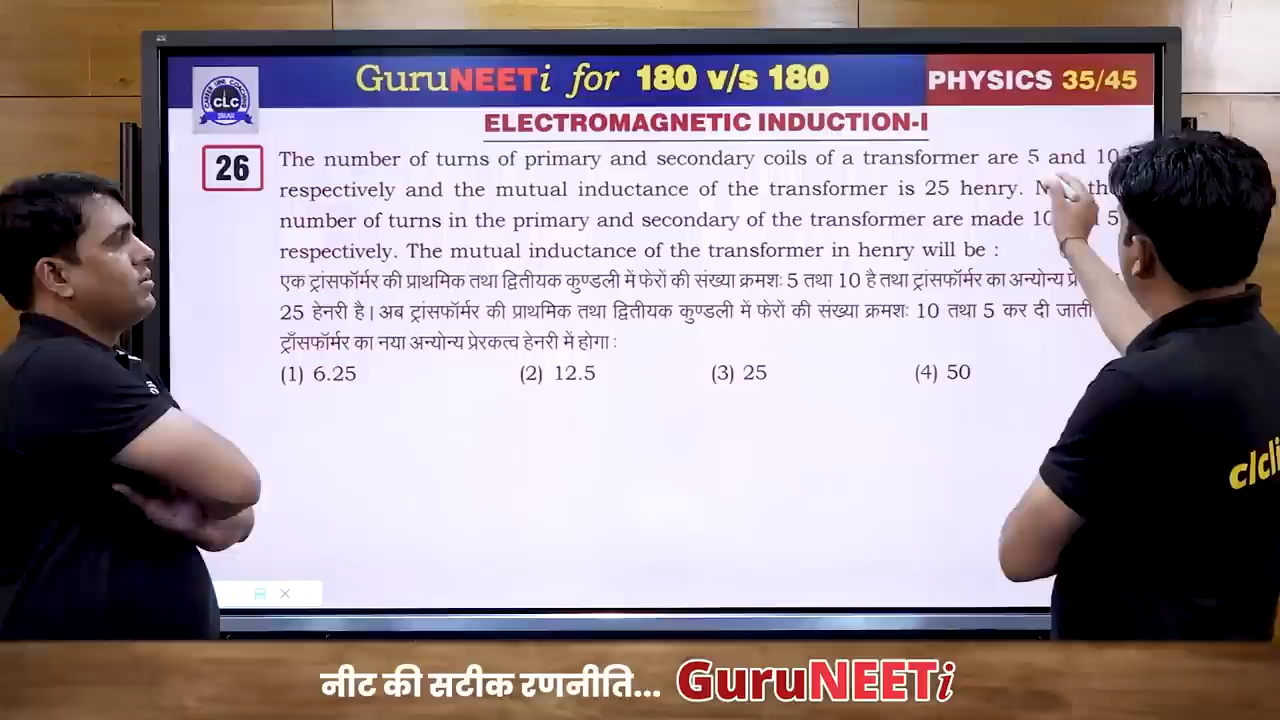 GuruNEETi for 180 v/s 180
PHYSICS 35/45
CLC
SIKAR
ELECTROMAGNETIC INDUCTION-I
26
The number of turns of primary and secondary coils of a transformer are 5 and 10
respectively and the mutual inductance of the transformer is 25 henry.
number of turns in the primary and secondary of the transformer are made 10 5
respectively. The mutual inductance of the transformer in henry will be :
एक ट्रांसफॉर्मर की प्राथमिक तथा द्वितीयक कुण्डली में फेरों की संख्या क्रमशः 5 तथा 10 है तथा ट्रांसफॉर्मर का अन्योन्य
25 हेनरी है। अब ट्रांसफॉर्मर की प्राथमिक तथा द्वितीयक कुण्डली में फेरों की संख्या क्रमशः 10 तथा 5 कर दी जाती
ट्राँसफॉर्मर का नया अन्योन्य प्रेरकत्व हेनरी में होगा :
(1) 6.25 (2) 12.5 (3) 25 (4) 50
clcli
नीट की सटीक रणनीति... GuruNEETi